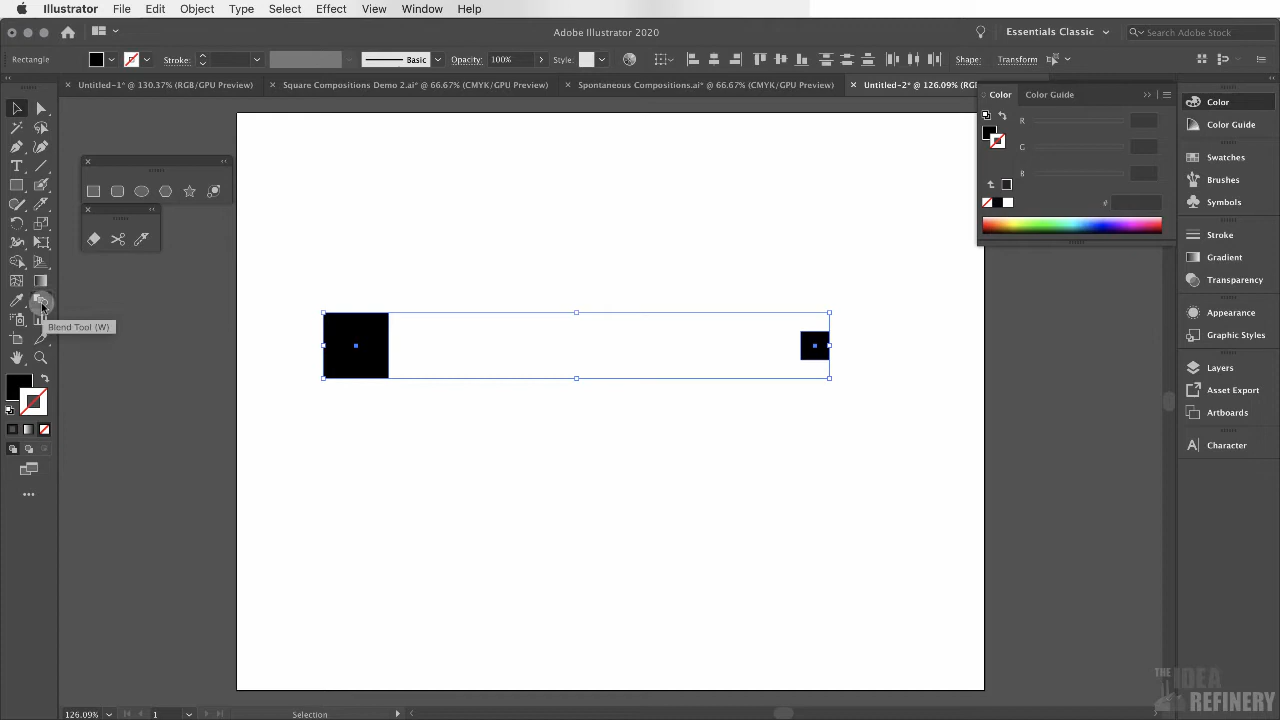 Illustrator File Edit Object Type Select Effect View Window Help
Adobe Illustrator 2020
Essentials Classic
Search Adobe Stock
Rectangle Stroke: Basic Opacity: 100% Style: Shape: Transform
Untitled-1* @ 130.37% (RGB/GPU Preview)
Square Compositions Demo 2.ai* @ 66.67% (CMYK/GPU Preview)
Spontaneous Compositions.ai* @ 66.67% (CMYK/GPU Preview)
Untitled-2* @ 126.09% (RGB/GPU Preview)
Color Color Guide
R
G
B
#
Color
Color Guide
Swatches
Brushes
Symbols
Stroke
Gradient
Transparency
Appearance
Graphic Styles
Layers
Asset Export
Artboards
Character
Blend Tool (W)
126.09% 1 Selection
THE IDEA
REFINERY